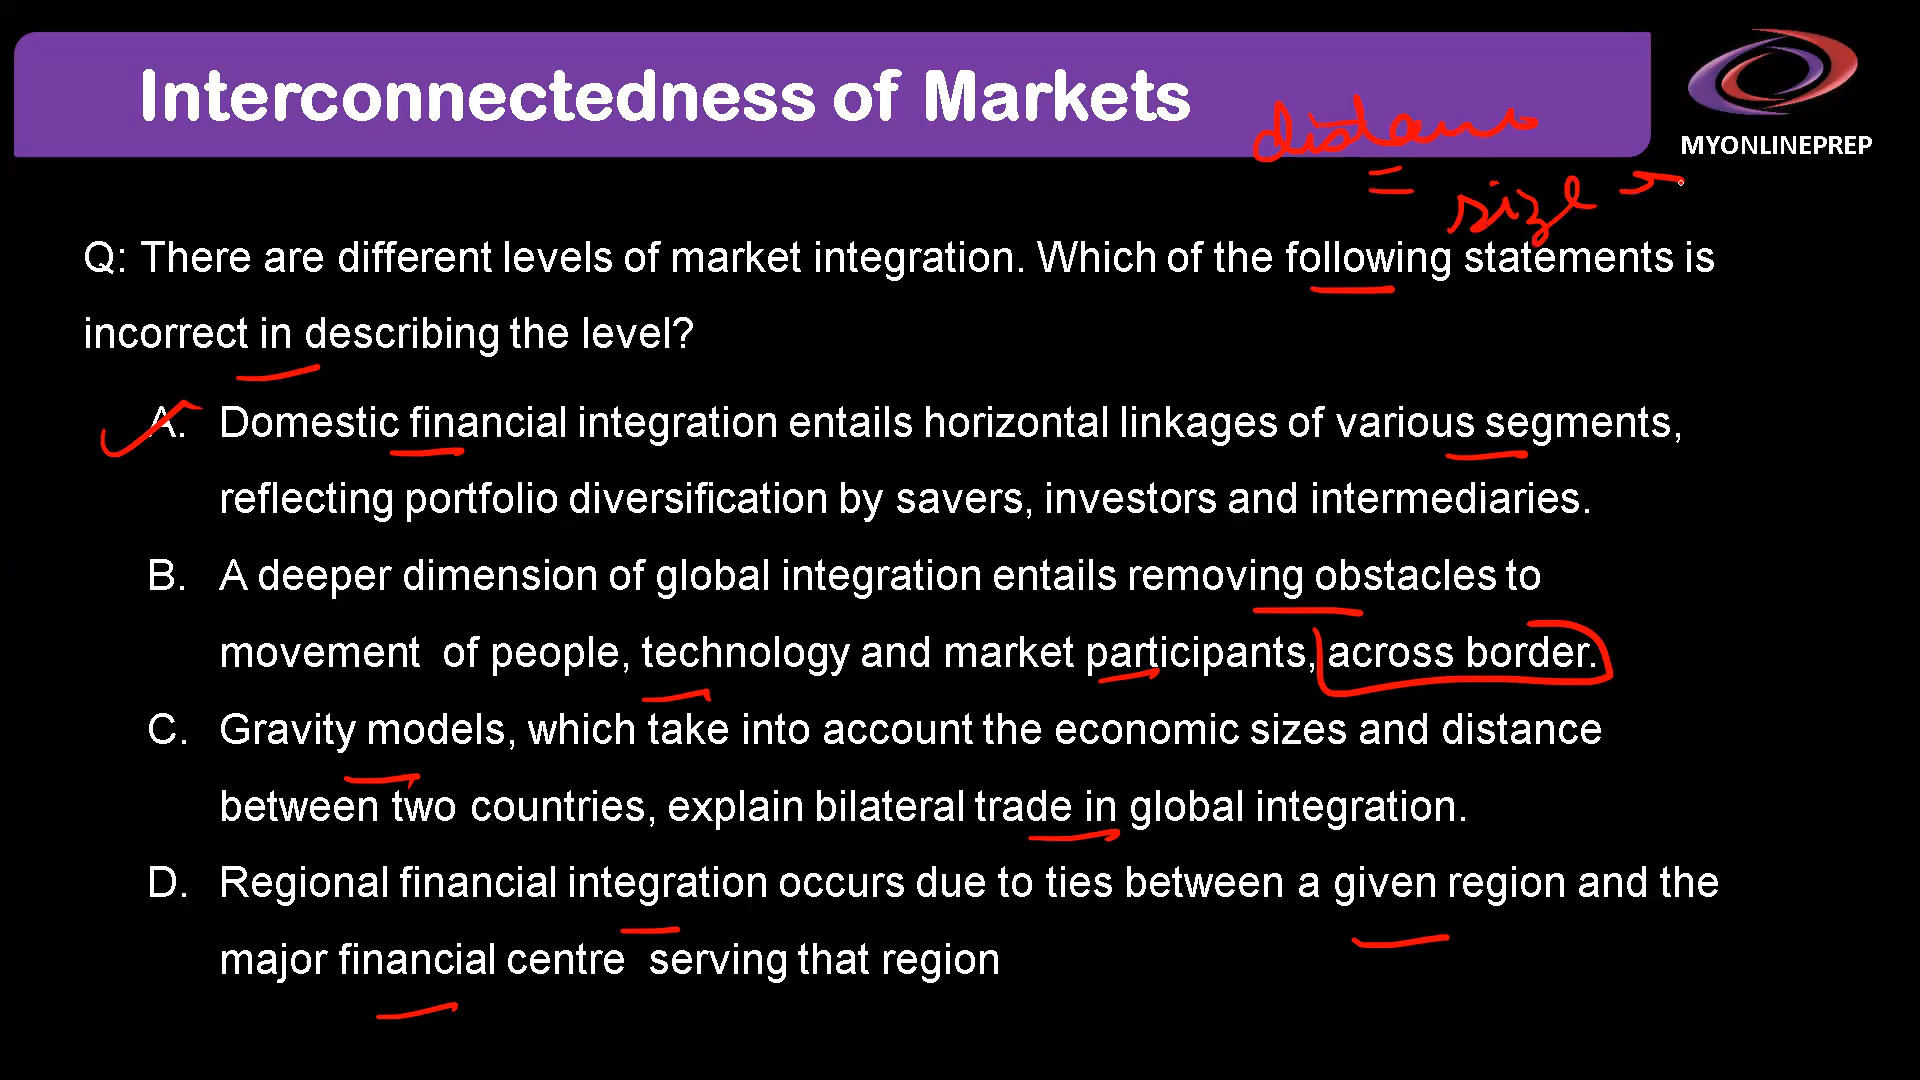 Interconnectedness of Markets
MYONLINEPREP
size
Q: There are different levels of market integration. Which of the following statements is
incorrect in describing the level?
A. Domestic financial integration entails horizontal linkages of various segments,
reflecting portfolio diversification by savers, investors and intermediaries.
B. A deeper dimension of global integration entails removing obstacles to
movement of people, technology and market participants, across border.
C. Gravity models, which take into account the economic sizes and distance
between two countries, explain bilateral trade in global integration.
D. Regional financial integration occurs due to ties between a given region and the
major financial centre serving that region